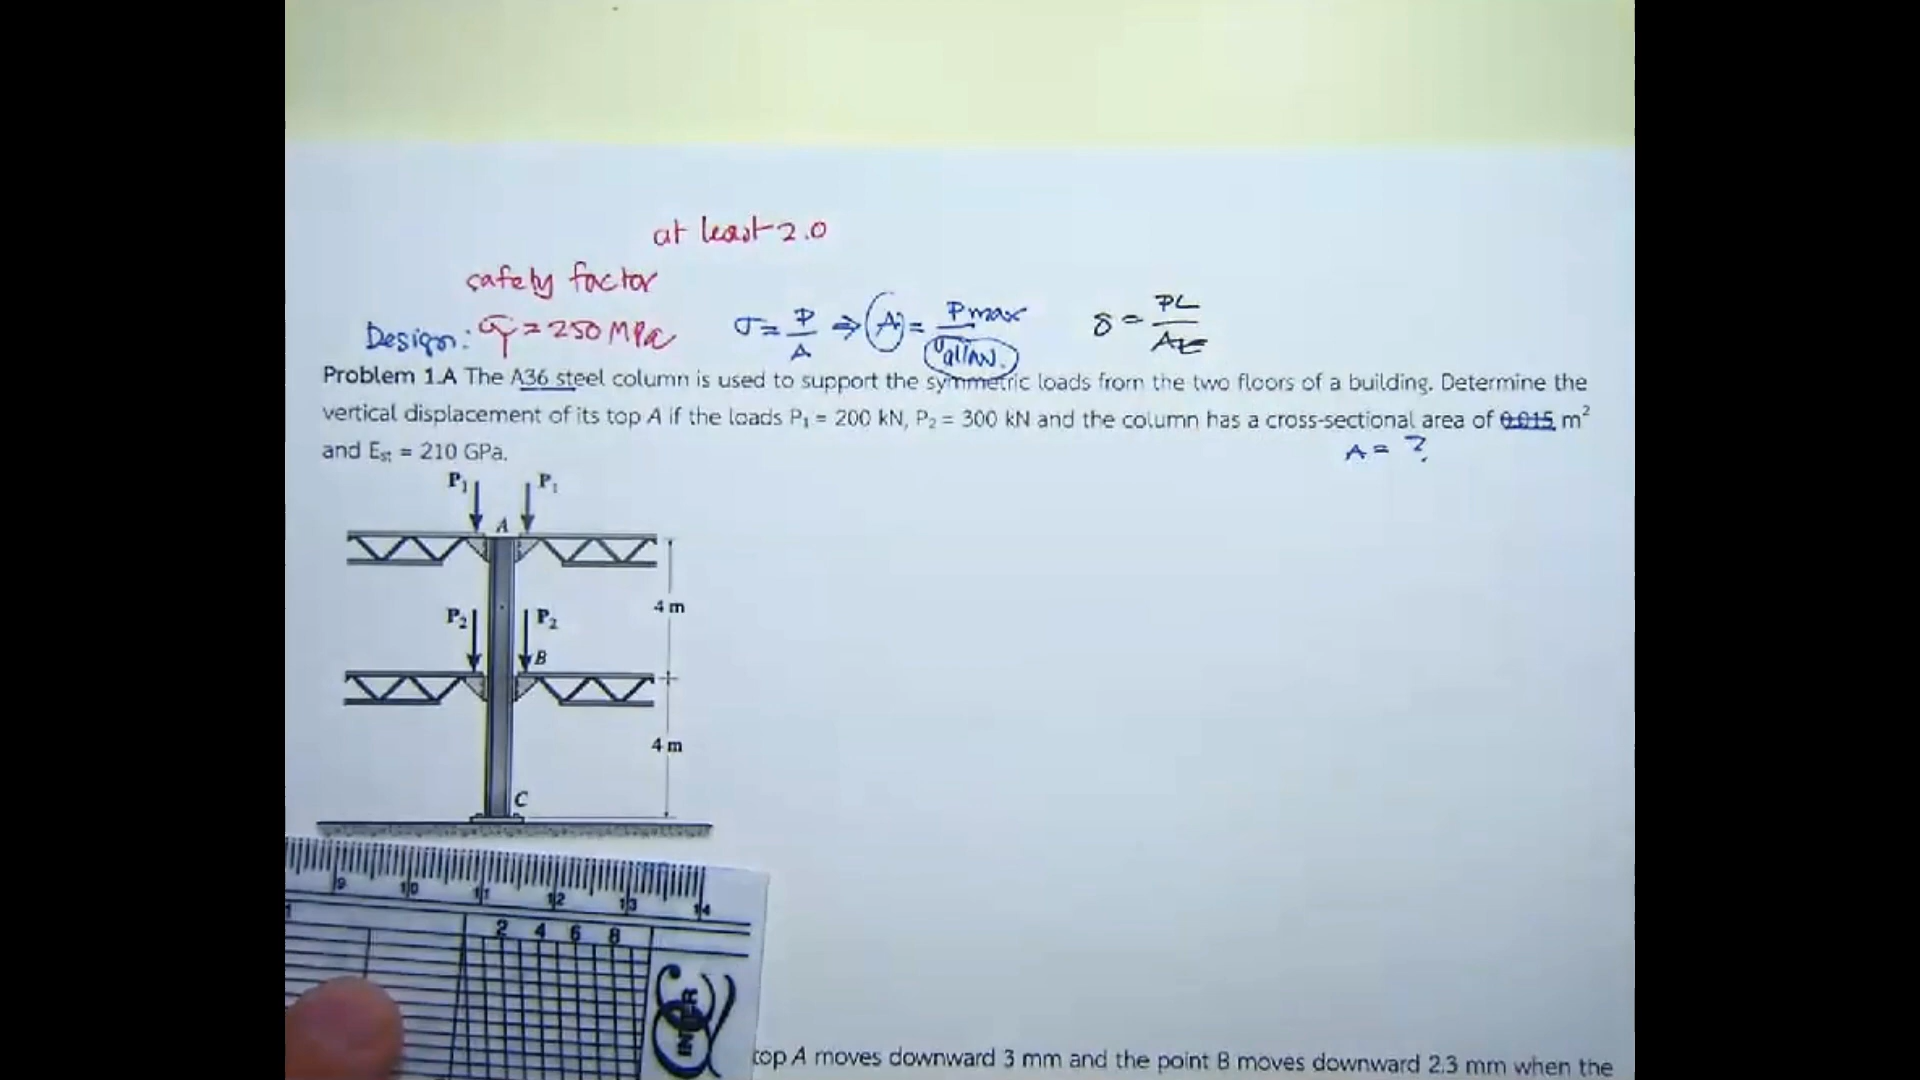 at least 2.0
safety factor
Design: σy = 250 MPa σ = P/A ⇒ A = Pmax/σallow. δ = PL/AE
Problem 1.A The A36 steel column is used to support the symmetric loads from the two floors of a building. Determine the
vertical displacement of its top A if the loads P₁ = 200 kN, P₂ = 300 kN and the column has a cross-sectional area of 0.015 m²
A = ?
and Est = 210 GPa.
P₁ P₁
A
4 m
P₂ P₂
B
4 m
C
9 10 11 12 13 14
1
2 4 6 8
INTER
top A moves downward 3 mm and the point B moves downward 2.3 mm when the